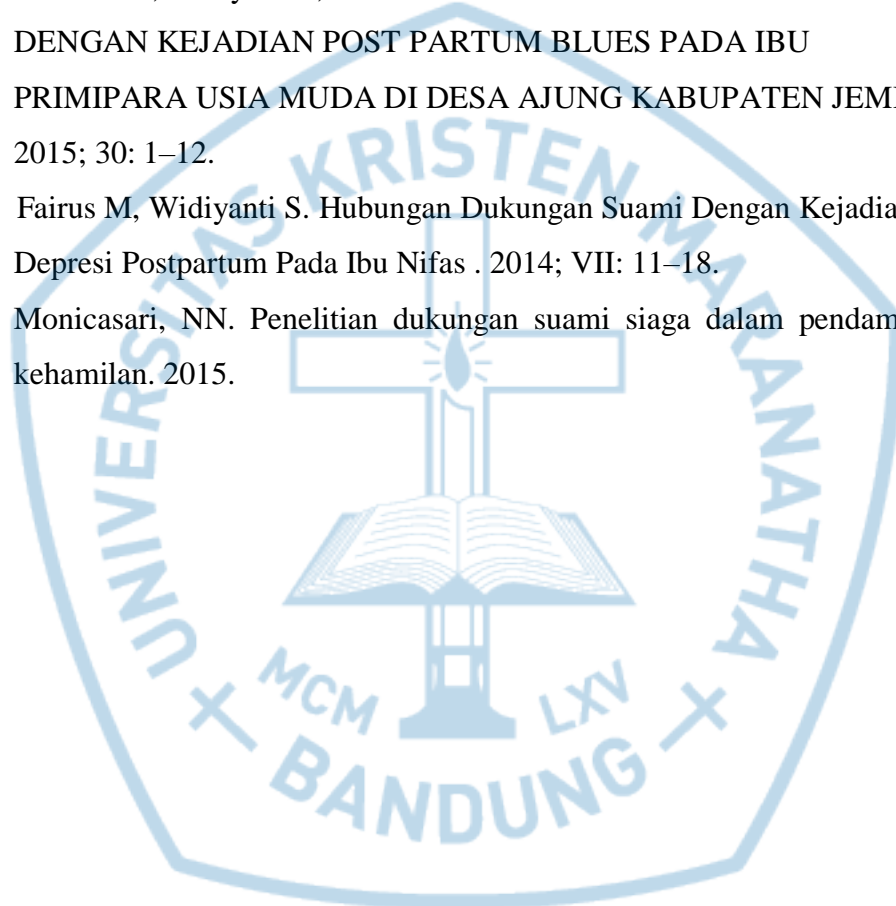 DENGAN KEJADIAN POST PARTUM BLUES PADA IBU
PRIMIPARA USIA MUDA DI DESA AJUNG KABUPATEN
2015; 30: 1–12.
Fairus M, Widiyanti S. Hubungan Dukungan Suami Dengan
Depresi Postpartum Pada Ibu Nifas . 2014; VII: 11–18.
Monicasari, NN. Penelitian dukungan suami siaga dalam
kehamilan. 2015.
UNIVERSITAS KRISTEN MARANATHA
MCM LXV
BANDUNG